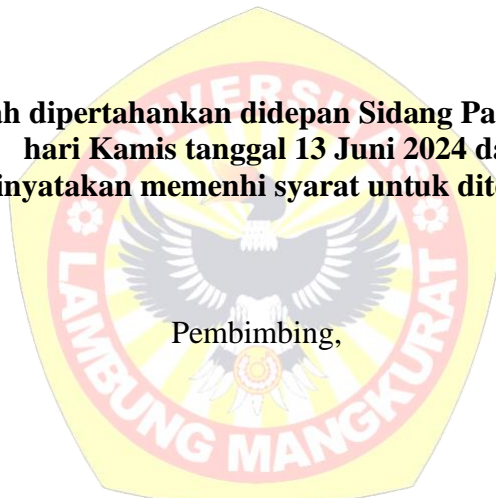 ah dipertahankan didepan Sidang Pa
hari Kamis tanggal 13 Juni 2024 da
inyatakan memenhi syarat untuk dite
Pembimbing,
UNIVERSITAS
LAMBUNG MANGKURAT